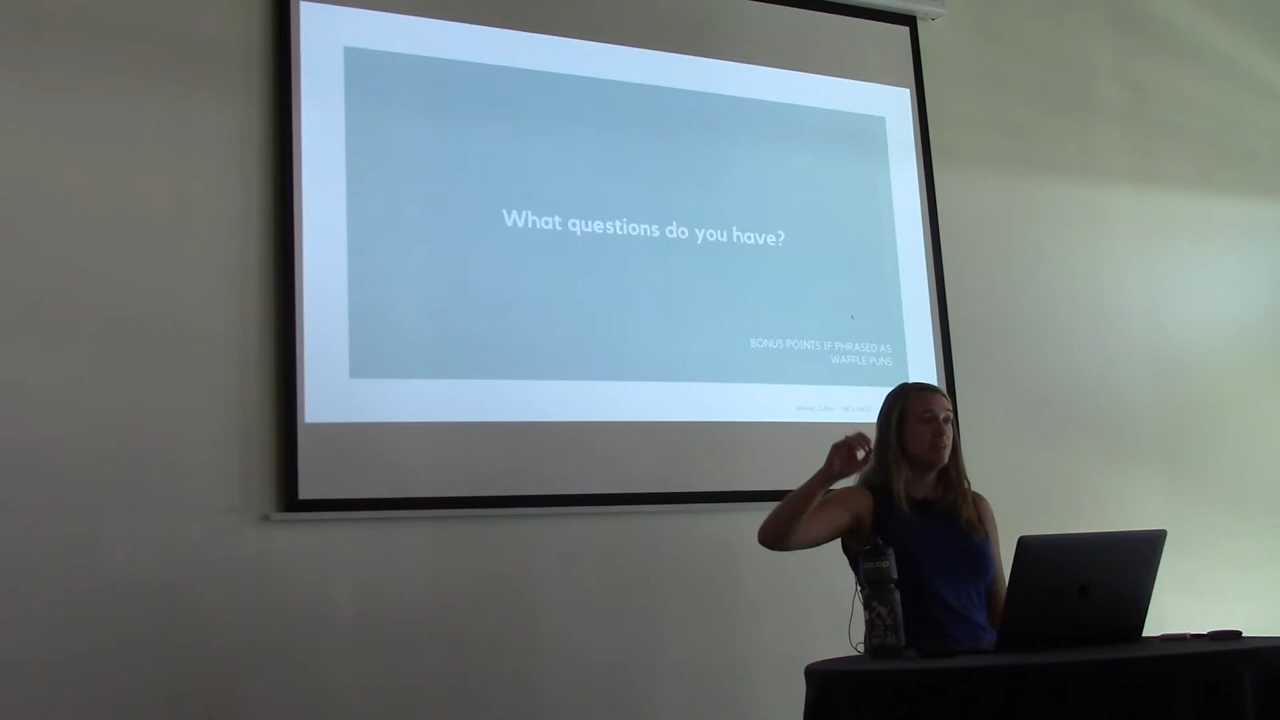 What questions do you have?
BONUS POINTS IF PHRASED AS
WAFFLE PUNS